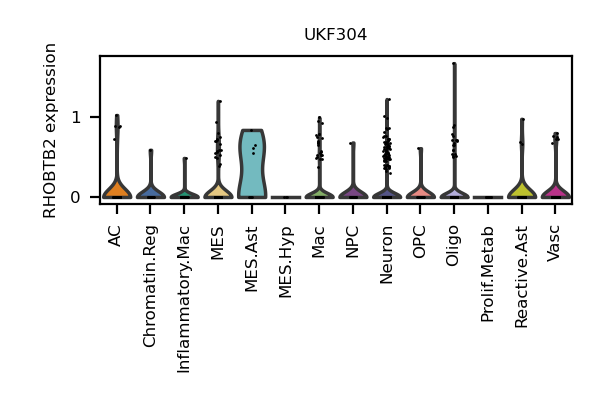 UKF304
RHOBTB2 expression
1
0
AC
Chromatin.Reg
Inflammatory.Mac
MES
MES.Ast
MES.Hyp
Mac
NPC
Neuron
OPC
Oligo
Prolif.Metab
Reactive.Ast
Vasc